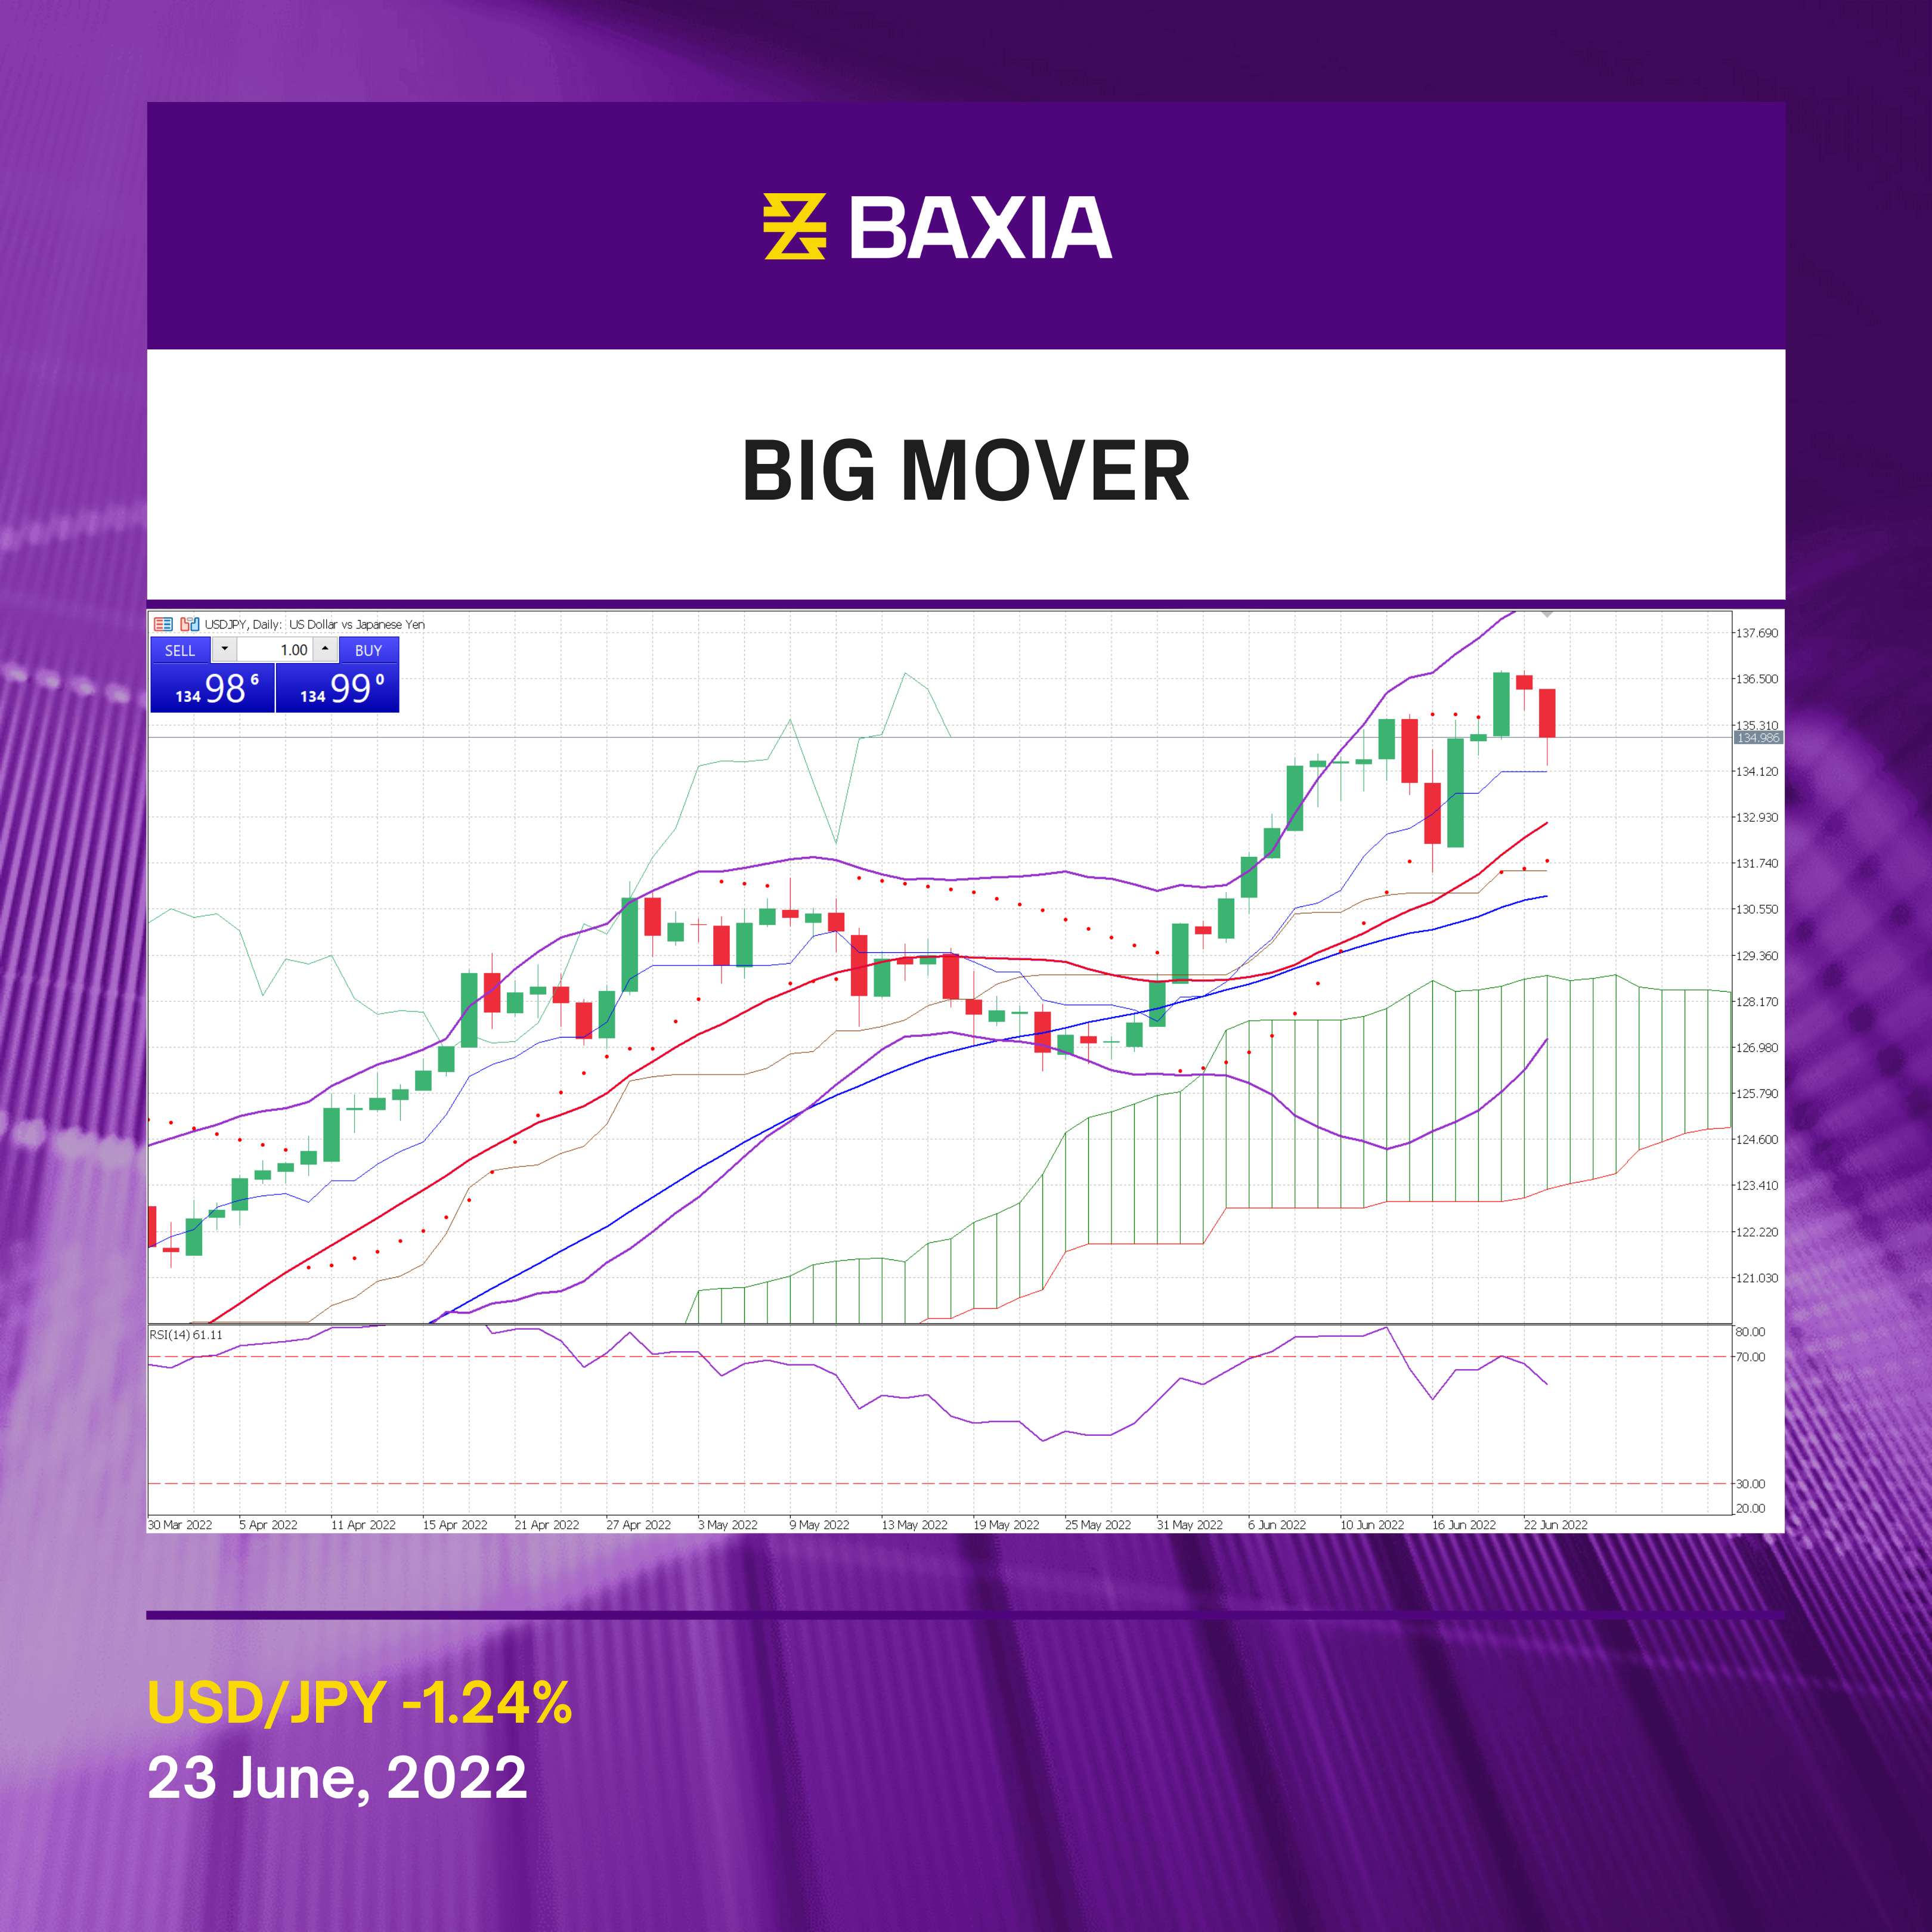 BAXIA
BIG MOVER
USDJPY, Daily: US Dollar vs Japanese Yen
SELL 1.00 BUY
134 98 6 134 99 0
137.690
136.500
135.310
134.986
134.120
132.930
131.740
130.550
129.360
128.170
126.980
125.790
124.600
123.410
122.220
121.030
RSI(14) 61.11
80.00
70.00
30.00
20.00
30 Mar 2022 5 Apr 2022 11 Apr 2022 15 Apr 2022 21 Apr 2022 27 Apr 2022 3 May 2022 9 May 2022 13 May 2022 19 May 2022 25 May 2022 31 May 2022 6 Jun 2022 10 Jun 2022 16 Jun 2022 22 Jun 2022
USD/JPY -1.24%
23 June, 2022